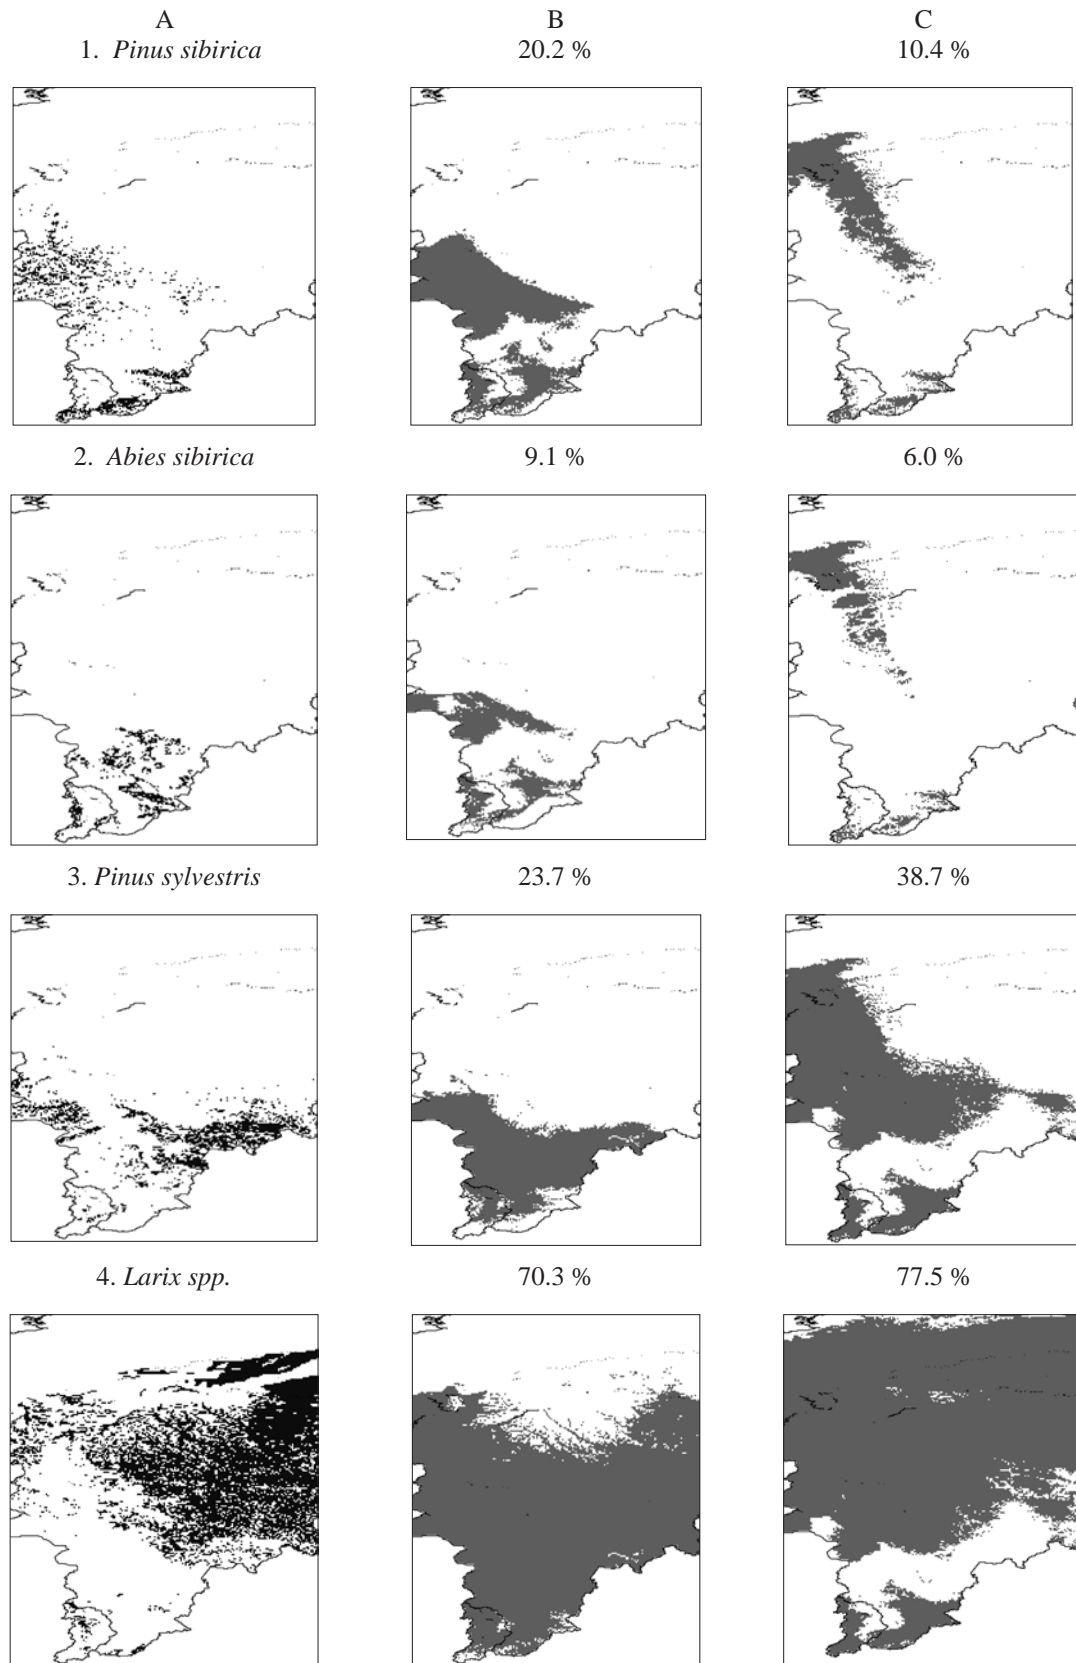 A B C
1. Pinus sibirica 20.2 % 10.4 %
2. Abies sibirica 9.1 % 6.0 %
3. Pinus sylvestris 23.7 % 38.7 %
4. Larix spp. 70.3 % 77.5 %